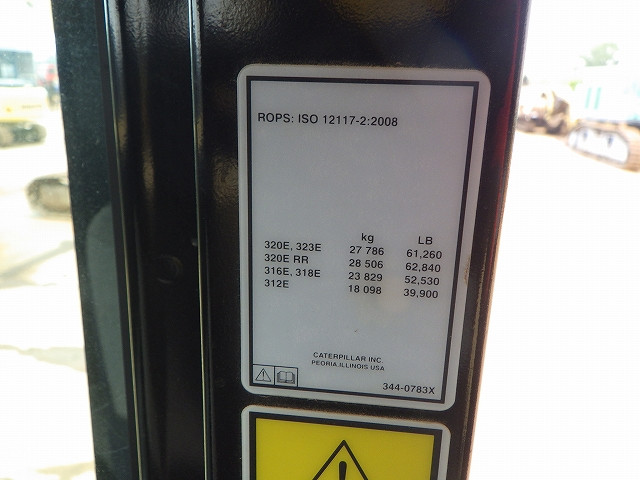 ROPS: ISO 12117-2:2008
kg LB
320E, 323E 27 786 61,260
320E RR 28 506 62,840
316E, 318E 23 829 52,530
312E 18 098 39,900
CATERPILLAR INC.
PEORIA,ILLINOIS USA
344-0783X